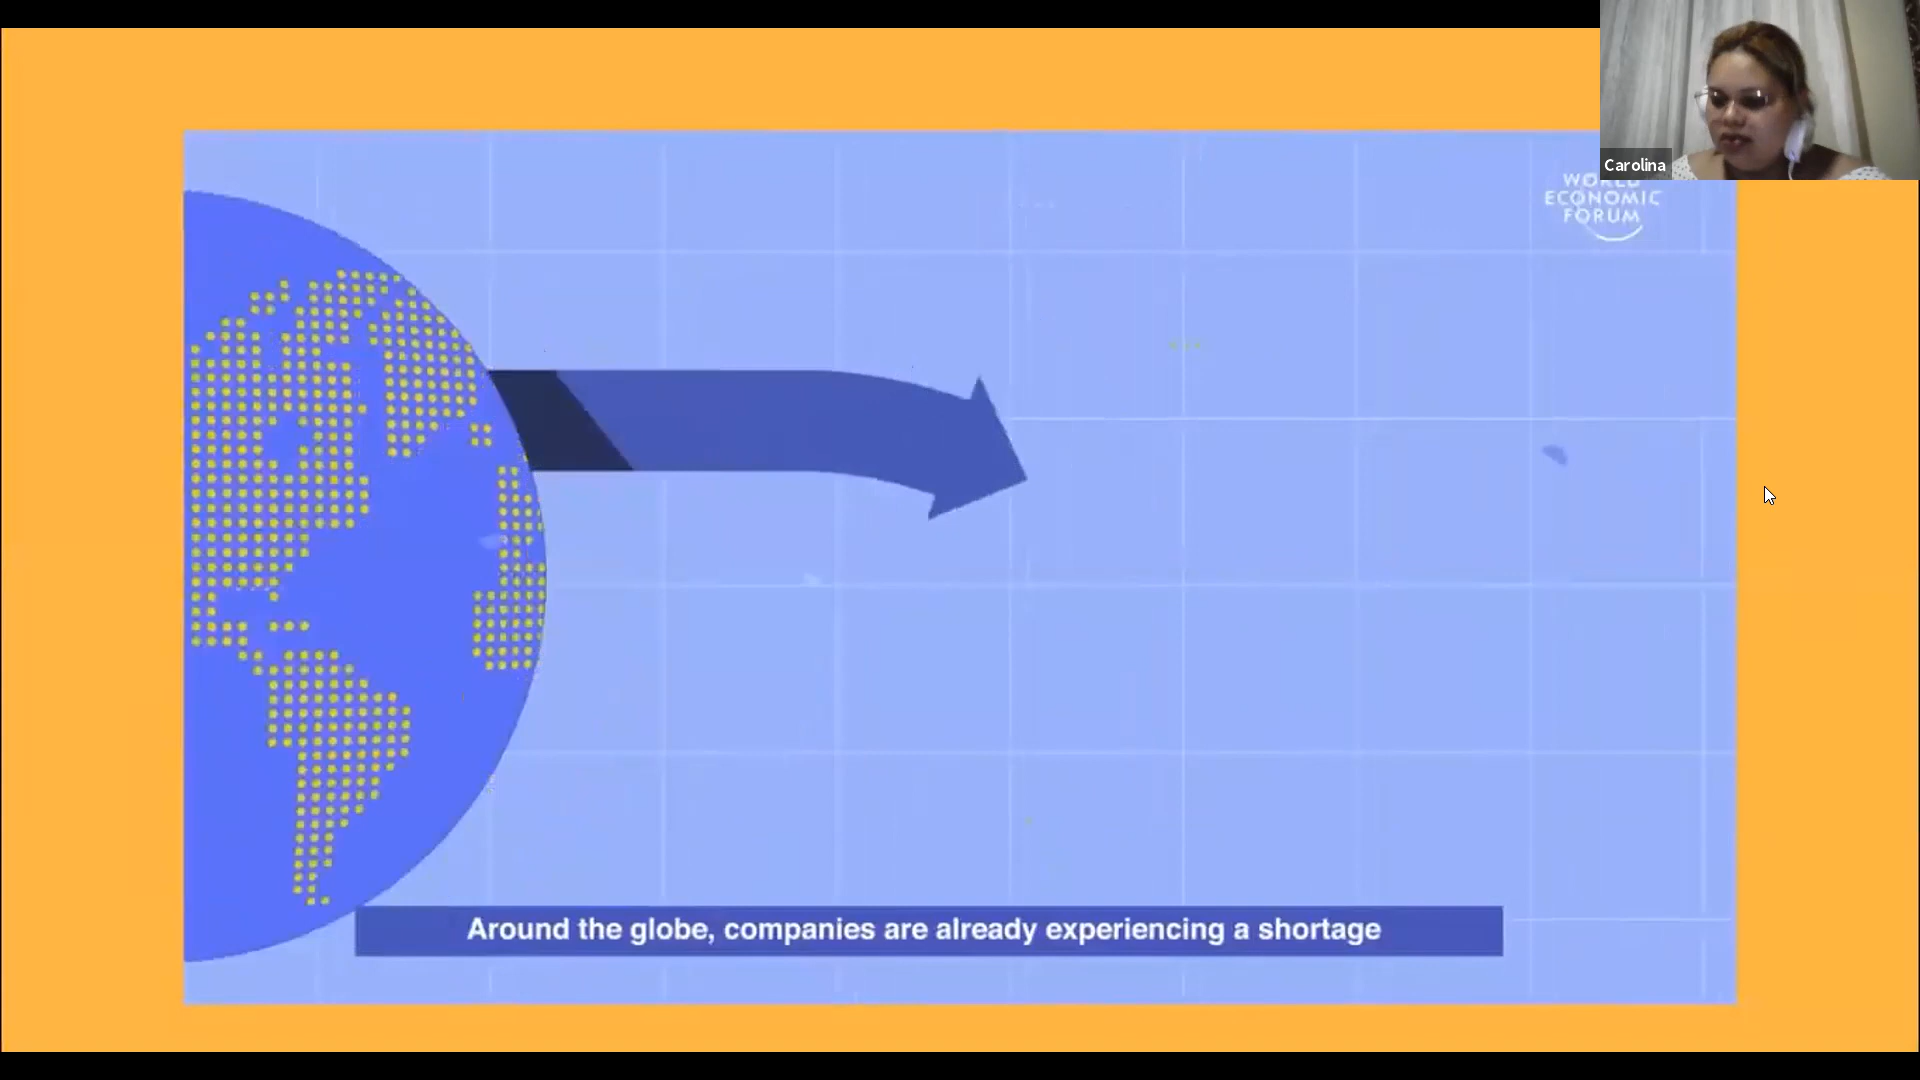 Carolina
WORLD
ECONOMIC
FORUM
Around the globe, companies are already experiencing a shortage